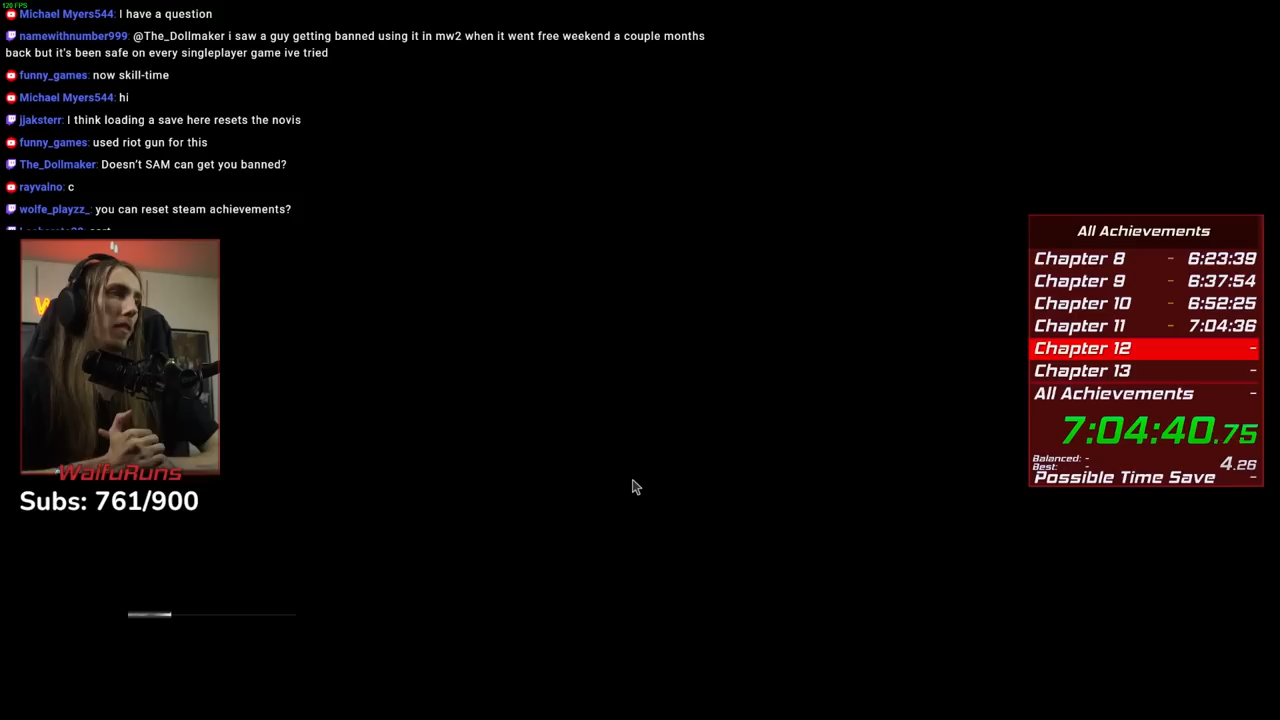 120 FPS
Michael Myers544: I have a question
namewithnumber999: @The_Dollmaker i saw a guy getting banned using it in mw2 when it went free weekend a couple months
back but it's been safe on every singleplayer game ive tried
funny_games: now skill-time
Michael Myers544: hi
jjaksterr: I think loading a save here resets the novis
funny_games: used riot gun for this
The_Dollmaker: Doesn't SAM can get you banned?
rayvalno: c
wolfe_playzz_: you can reset steam achievements?
All Achievements
Chapter 8 - 6:23:39
Chapter 9 - 6:37:54
Chapter 10 - 6:52:25
Chapter 11 - 7:04:36
Chapter 12 -
Chapter 13 -
All Achievements -
7:04:40.75
Balanced: -
Best: - 4.26
Possible Time Save -
WaifuRuns
Subs: 761/900